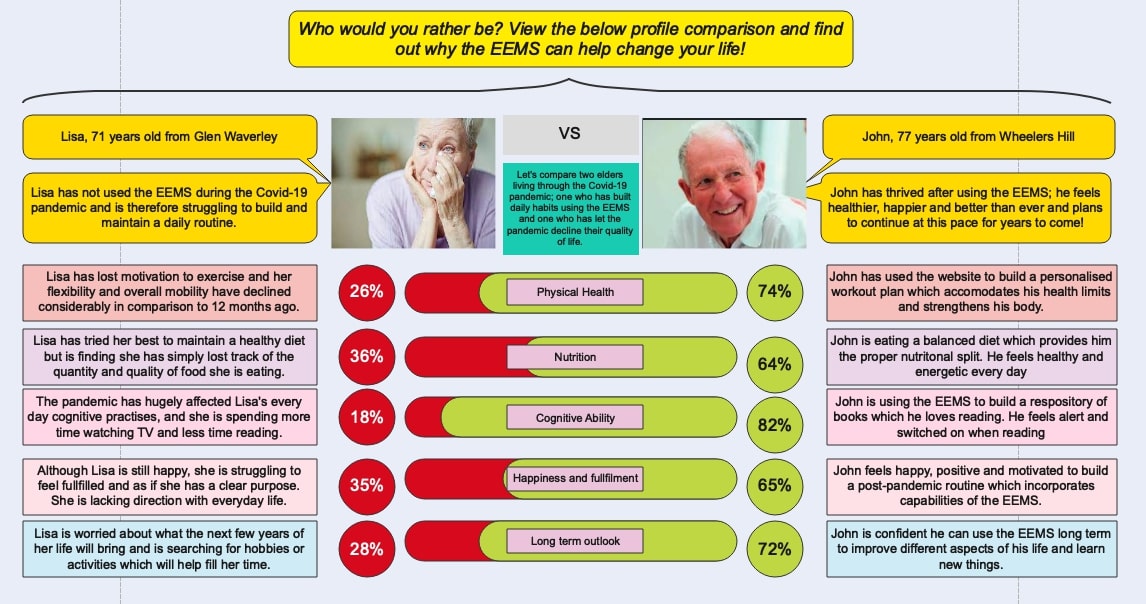 Who would you rather be? View the below profile comparison and find
out why the EEMS can help change your life!
Lisa, 71 years old from Glen Waverley
VS
John, 77 years old from Wheelers Hill
Lisa has not used the EEMS during the Covid-19
pandemic and is therefore struggling to build and
maintain a daily routine.
Let's compare two elders
living through the Covid-19
pandemic; one who has built
daily habits using the EEMS
and one who has let the
pandemic decline their quality
of life.
John has thrived after using the EEMS; he feels
healthier, happier and better than ever and plans
to continue at this pace for years to come!
Lisa has lost motivation to exercise and her
flexibility and overall mobility have declined
considerably in comparison to 12 months ago.
26%
Physical Health
74%
John has used the website to build a personalised
workout plan which accomodates his health limits
and strengthens his body.
Lisa has tried her best to maintain a healthy diet
but is finding she has simply lost track of the
quantity and quality of food she is eating.
36%
Nutrition
64%
John is eating a balanced diet which provides him
the proper nutritonal split. He feels healthy and
energetic every day
The pandemic has hugely affected Lisa's every
day cognitive practises, and she is spending more
time watching TV and less time reading.
18%
Cognitive Ability
82%
John is using the EEMS to build a respository of
books which he loves reading. He feels alert and
switched on when reading
Although Lisa is still happy, she is struggling to
feel fullfilled and as if she has a clear purpose.
She is lacking direction with everyday life.
35%
Happiness and fullfilment
65%
John feels happy, positive and motivated to build
a post-pandemic routine which incorporates
capabilities of the EEMS.
Lisa is worried about what the next few years of
her life will bring and is searching for hobbies or
activities which will help fill her time.
28%
Long term outlook
72%
John is confident he can use the EEMS long term
to improve different aspects of his life and learn
new things.